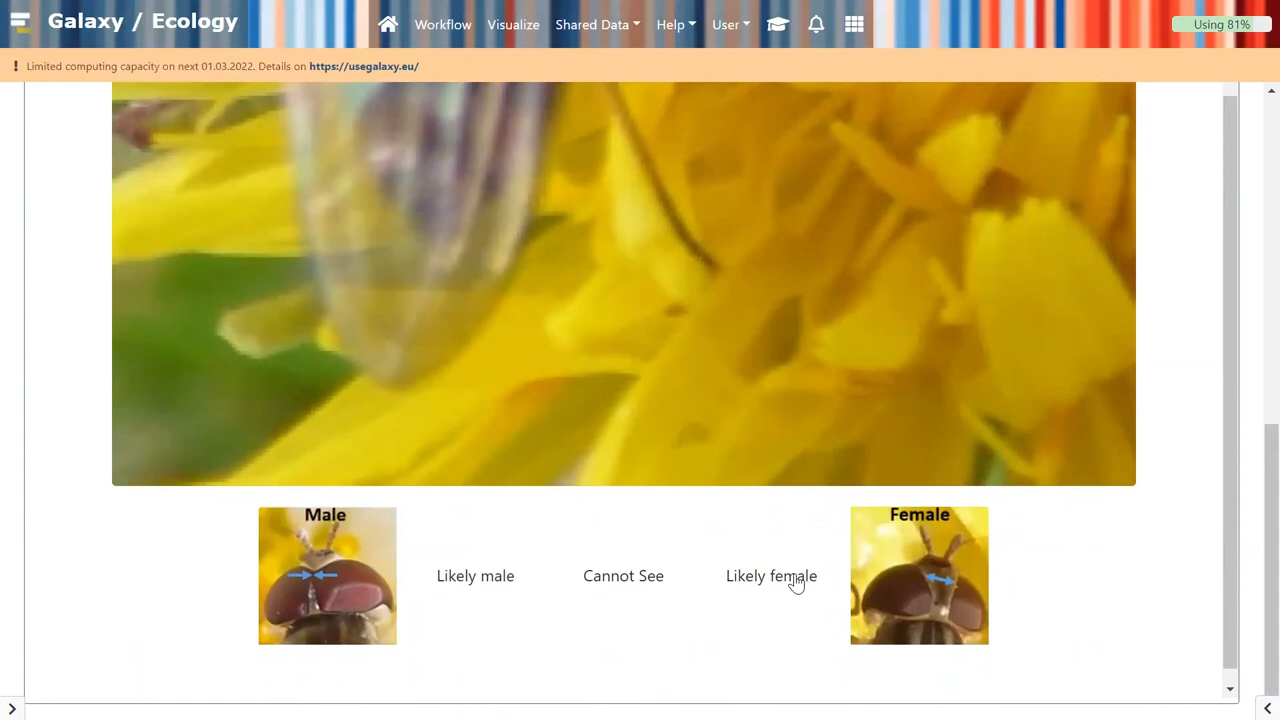 Galaxy / Ecology
Workflow Visualize Shared Data Help User
Using 81%
! Limited computing capacity on next 01.03.2022. Details on https://usegalaxy.eu/
Male
Female
Likely male
Cannot See
Likely female